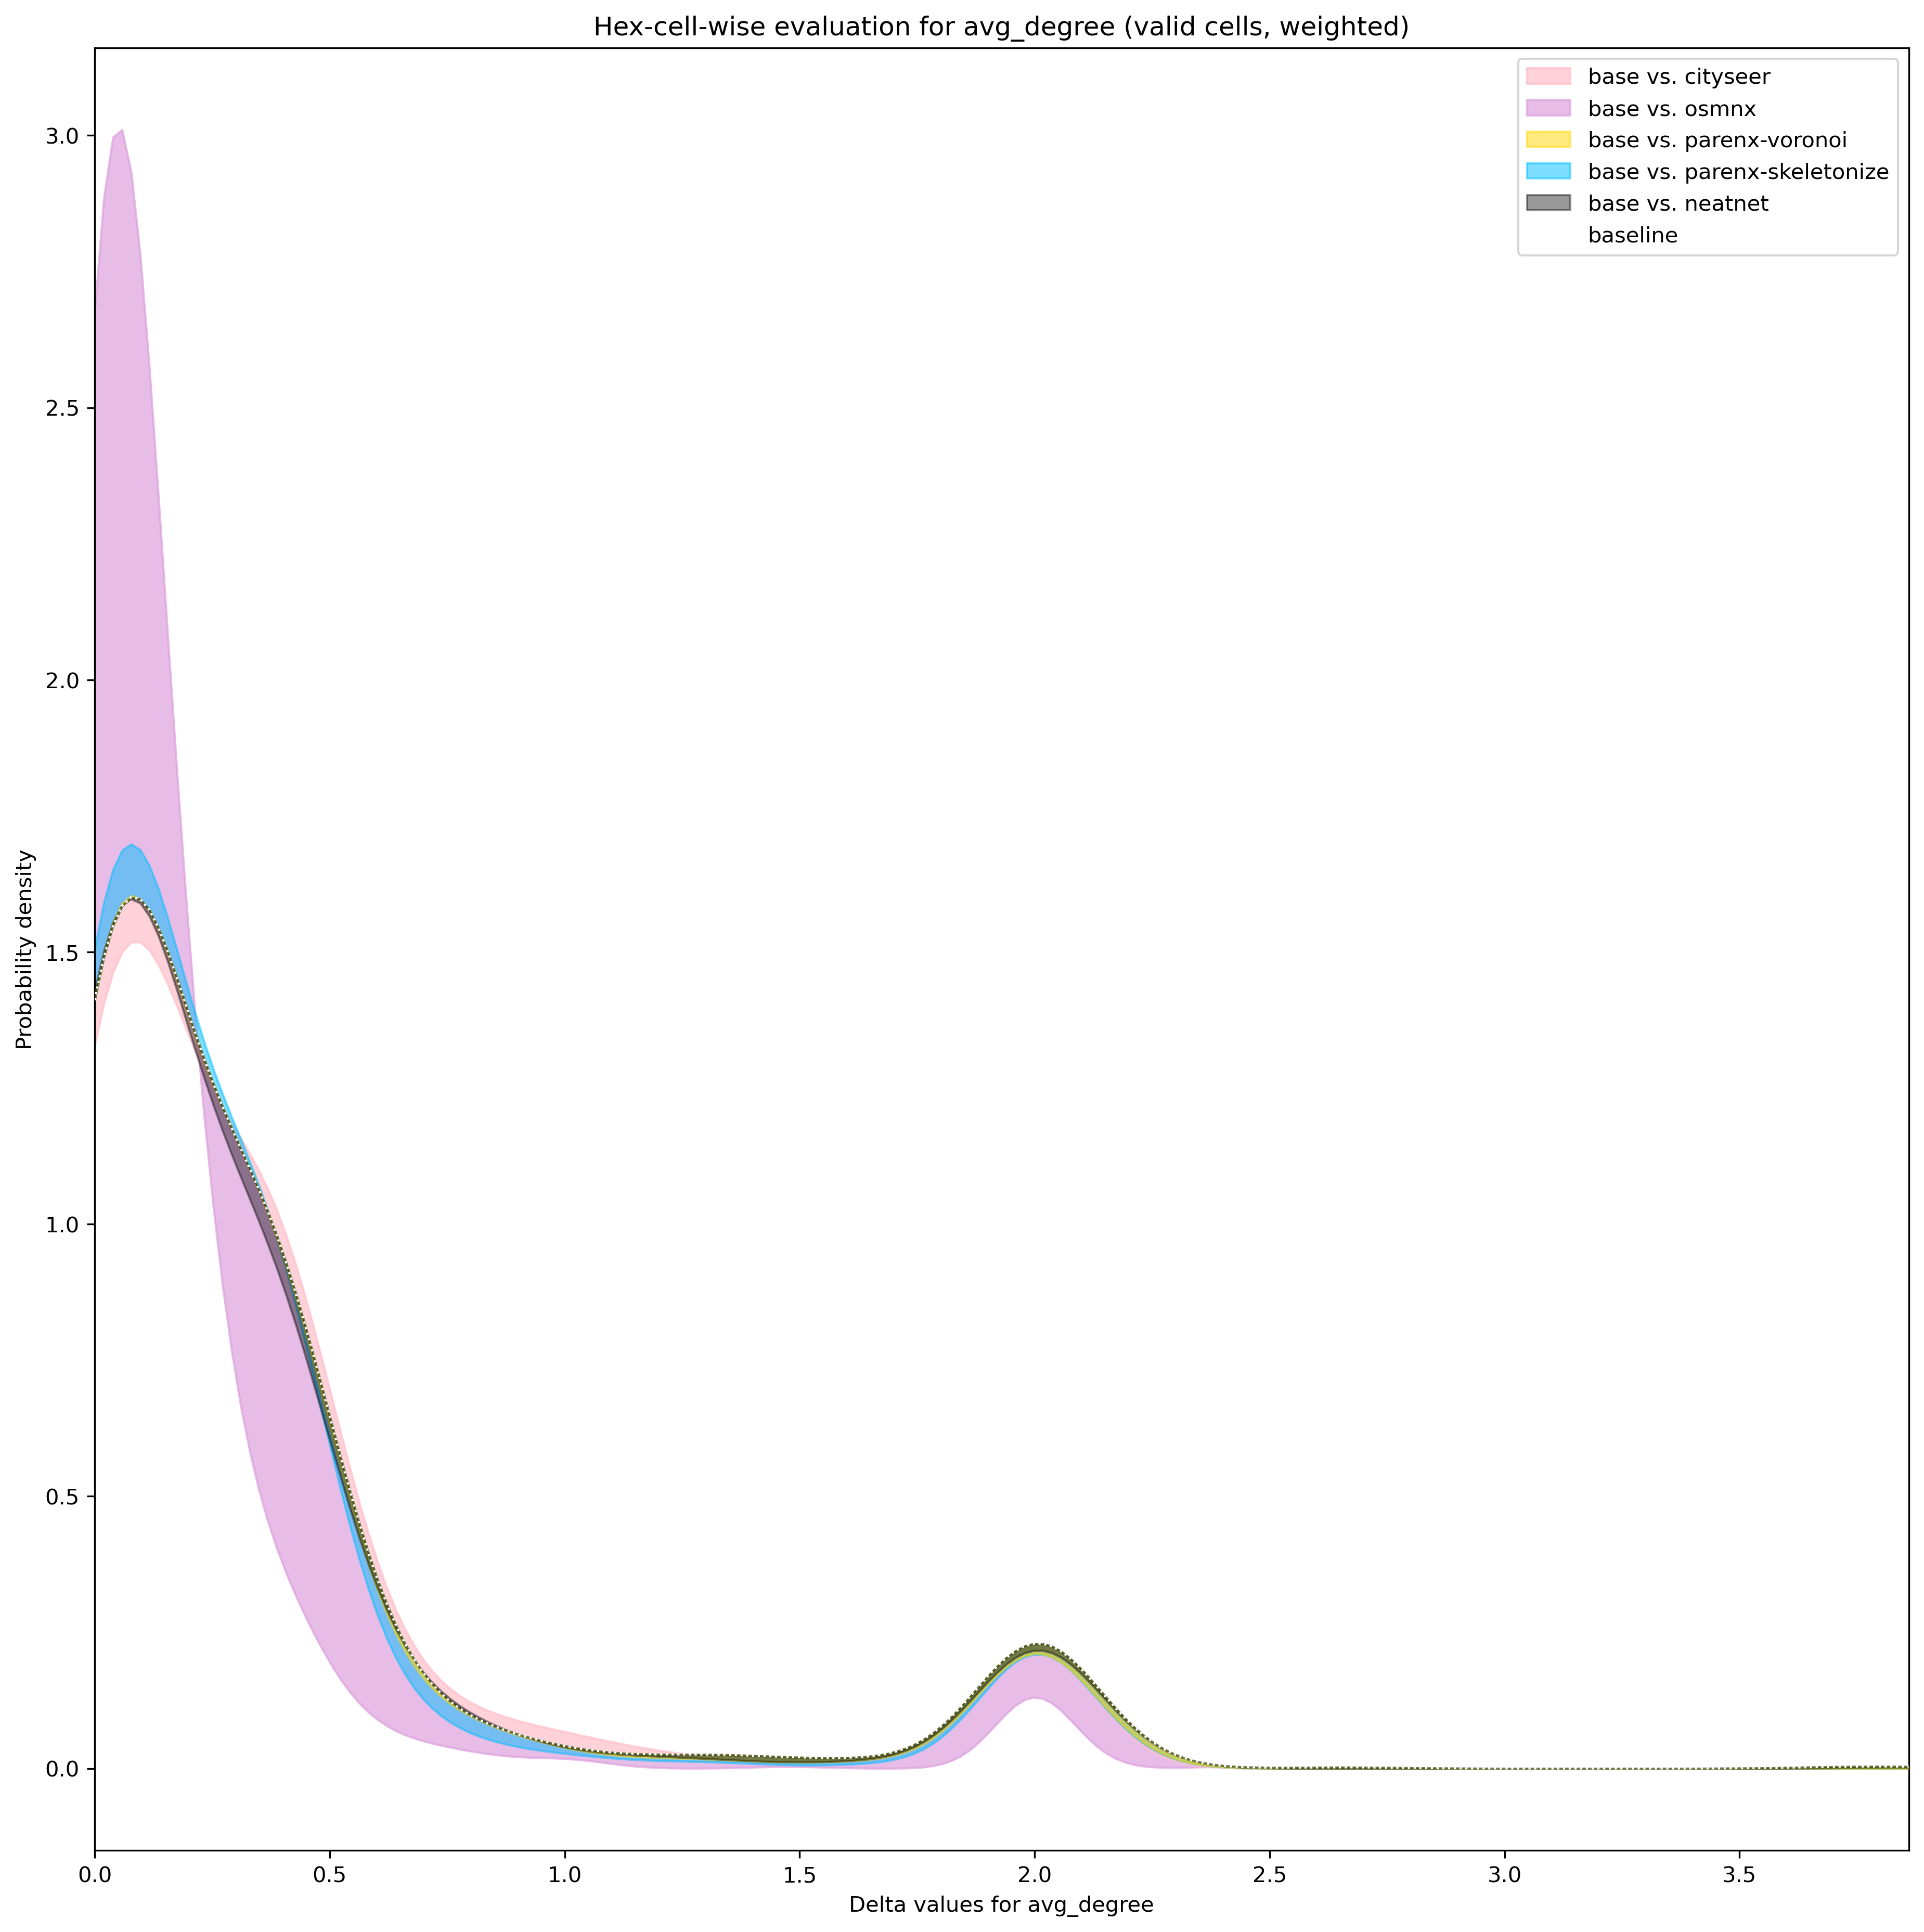 Hex-cell-wise evaluation for avg_degree (valid cells, weighted)
base vs. cityseer
base vs. osmnx
base vs. parenx-voronoi
base vs. parenx-skeletonize
base vs. neatnet
baseline
Probability density
3.0
2.5
2.0
1.5
1.0
0.5
0.0
0.0 0.5 1.0 1.5 2.0 2.5 3.0 3.5
Delta values for avg_degree